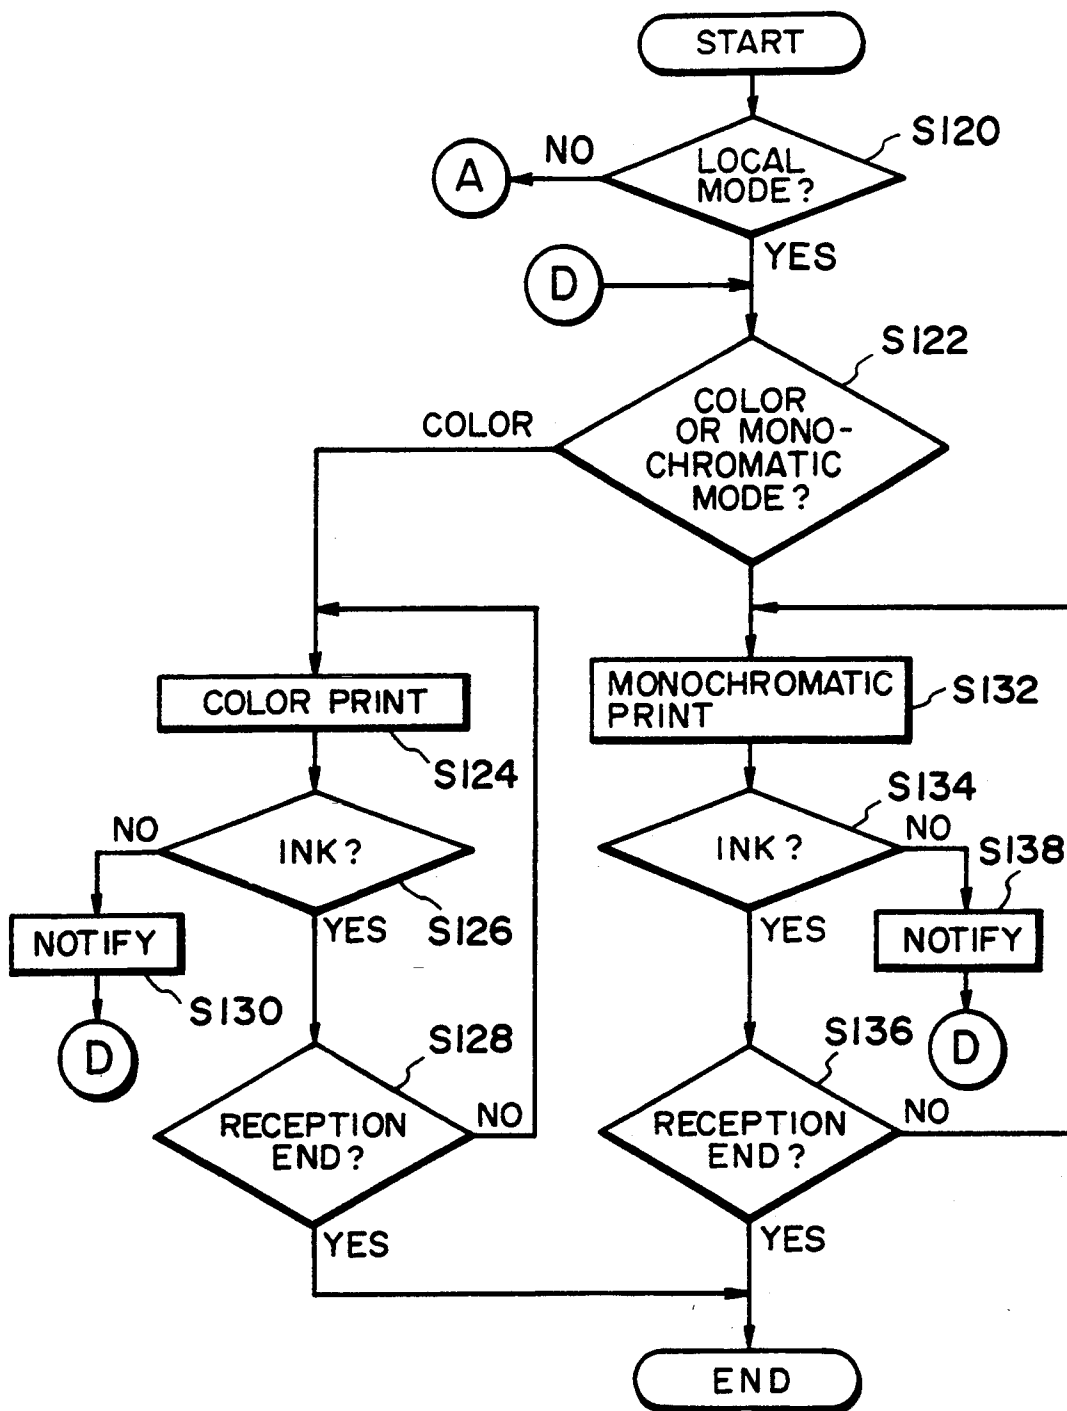 START
S120
NO
LOCAL
MODE?
A
YES
D
S122
COLOR
COLOR
OR MONO-
CHROMATIC
MODE?
COLOR PRINT
S124
MONOCHROMATIC
PRINT
S132
NO
INK?
YES
S126
INK?
S134
NO
S138
YES
NOTIFY
S130
D
NOTIFY
D
S128
RECEPTION
END?
NO
YES
S136
RECEPTION
END?
NO
YES
END